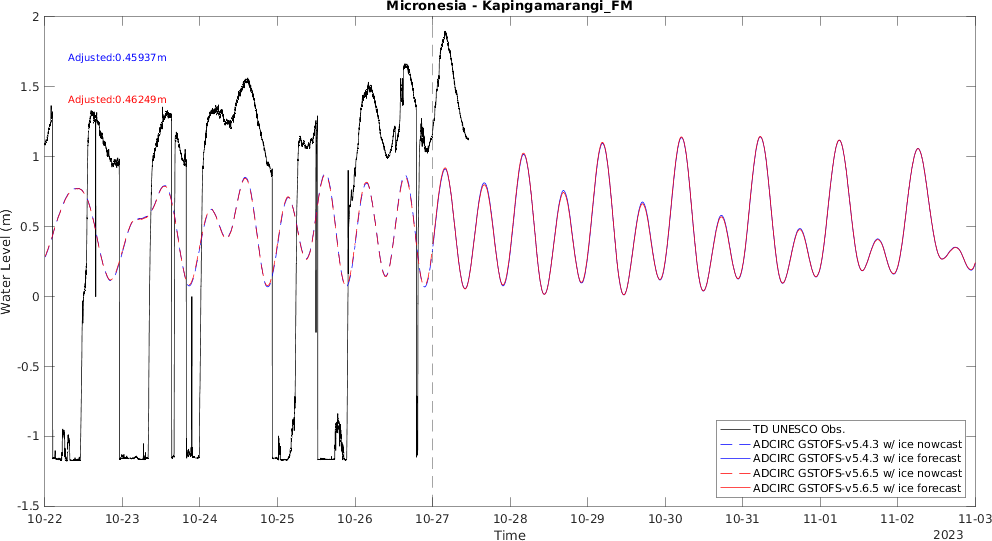 Micronesia - Kapingamarangi_FM
2
1.5
1
0.5
0
-0.5
-1
-1.5
Water Level (m)
Adjusted:0.45937m
Adjusted:0.46249m
TD UNESCO Obs.
ADCIRC GSTOFS-v5.4.3 w/ ice nowcast
ADCIRC GSTOFS-v5.4.3 w/ ice forecast
ADCIRC GSTOFS-v5.6.5 w/ ice nowcast
ADCIRC GSTOFS-v5.6.5 w/ ice forecast
10-22 10-23 10-24 10-25 10-26 10-27 10-28 10-29 10-30 10-31 11-01 11-02 11-03
Time
2023